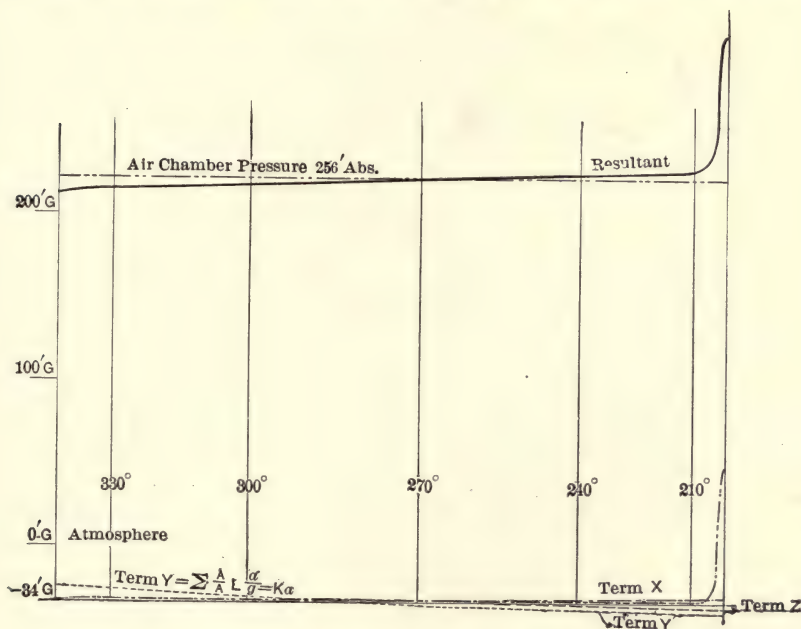 Air Chamber Pressure 256' Abs.
Resultant
200'G
100'G
330°
300°
270°
240°
210°
0'G Atmosphere
Term Y = ∑ A/A L a/g = Ka
Term X
-34'G
Term Z
Term Y